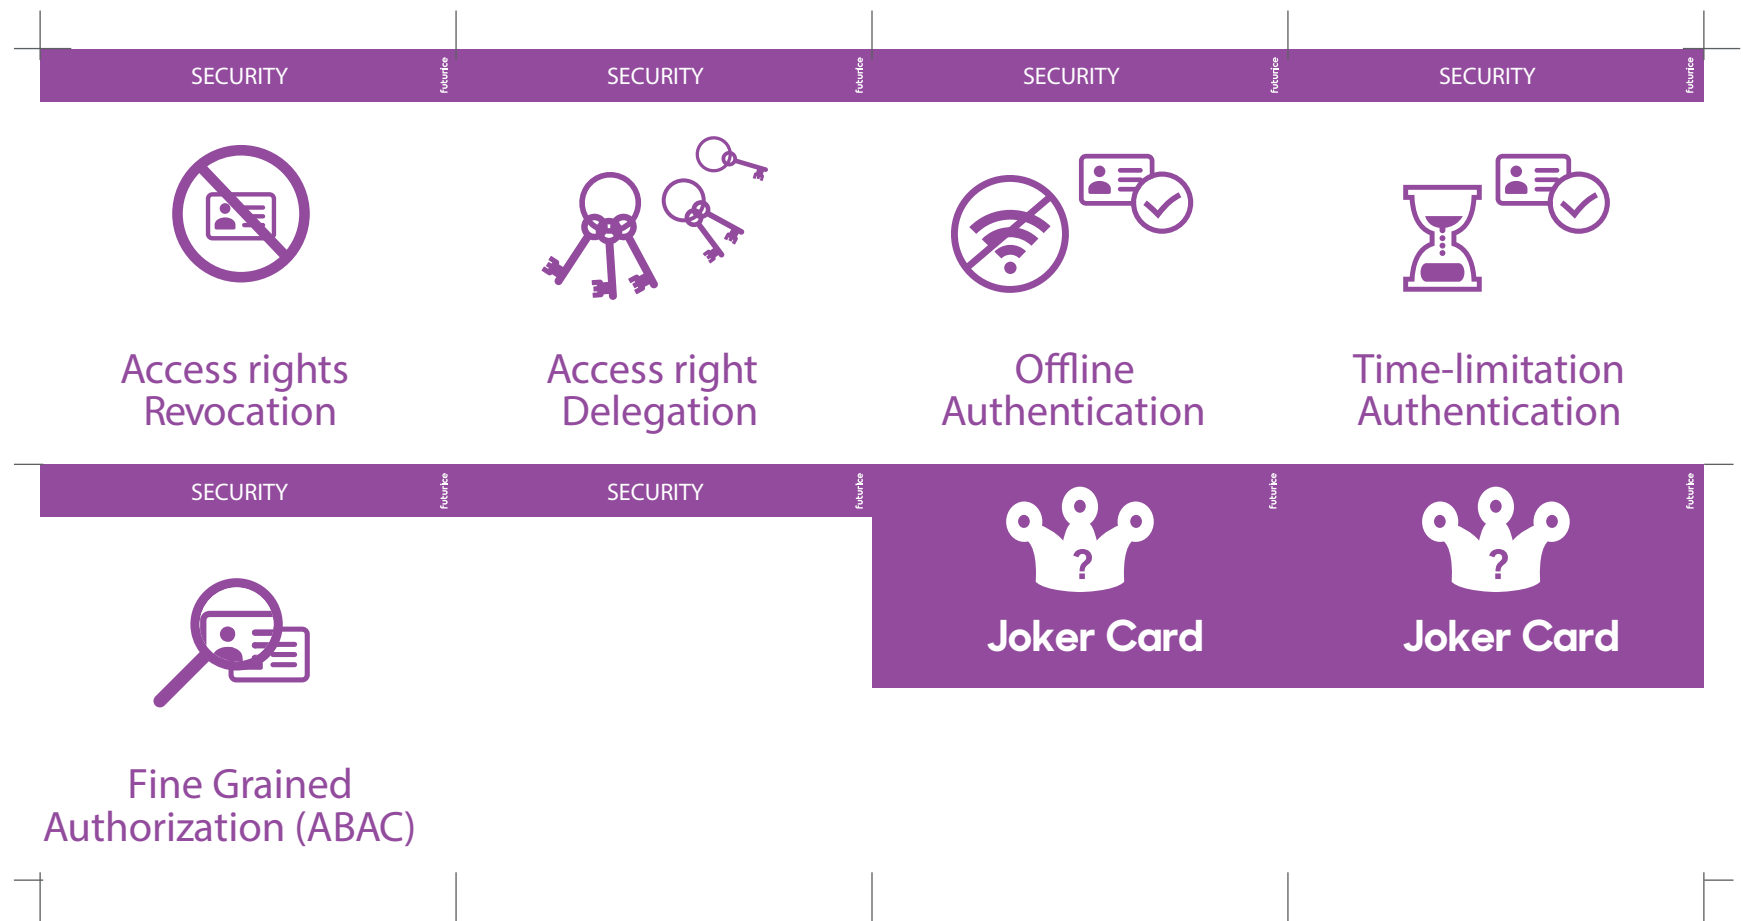 SECURITY
futurice
SECURITY
futurice
SECURITY
futurice
SECURITY
futurice
Access rights
Revocation
Access right
Delegation
Offline
Authentication
Time-limitation
Authentication
SECURITY
futurice
SECURITY
futurice
futurice
futurice
?
Joker Card
?
Joker Card
Fine Grained
Authorization (ABAC)